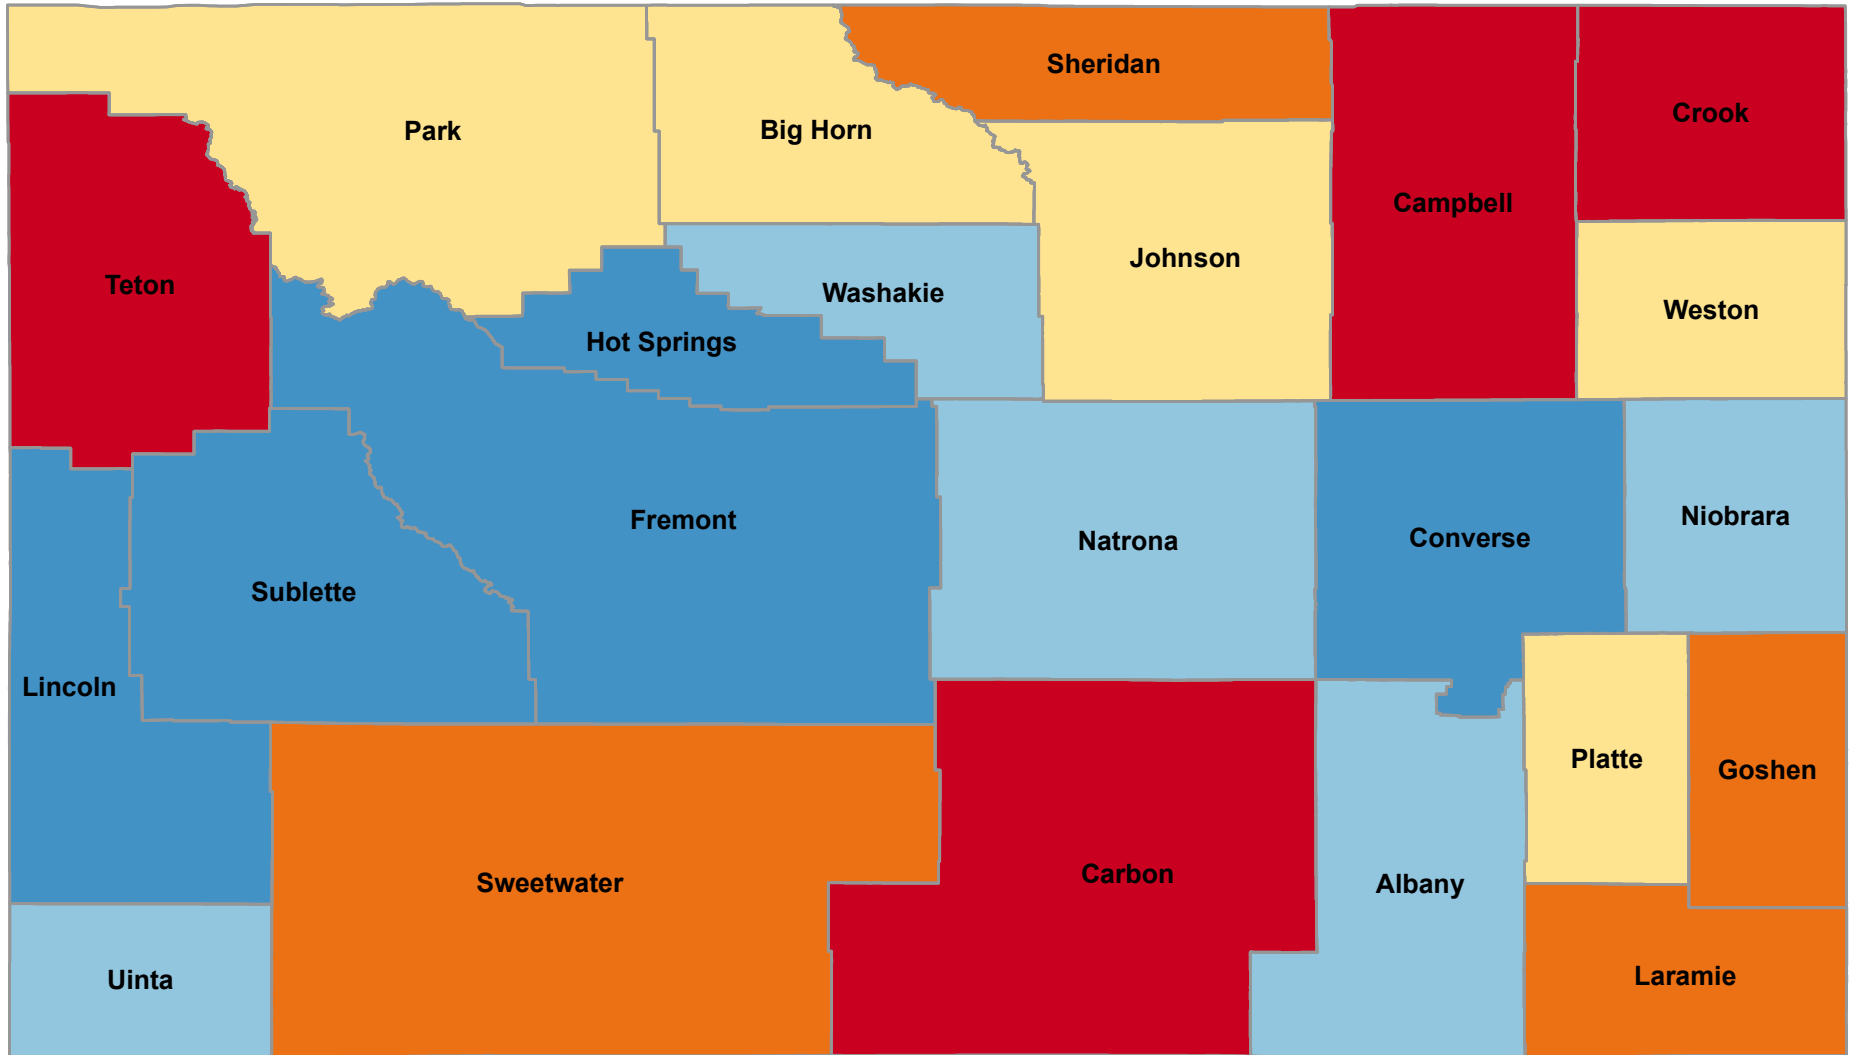 Sheridan
Crook
Park
Big Horn
Campbell
Johnson
Teton
Washakie
Weston
Hot Springs
Fremont
Niobrara
Natrona
Converse
Sublette
Lincoln
Platte
Goshen
Sweetwater
Carbon
Albany
Uinta
Laramie